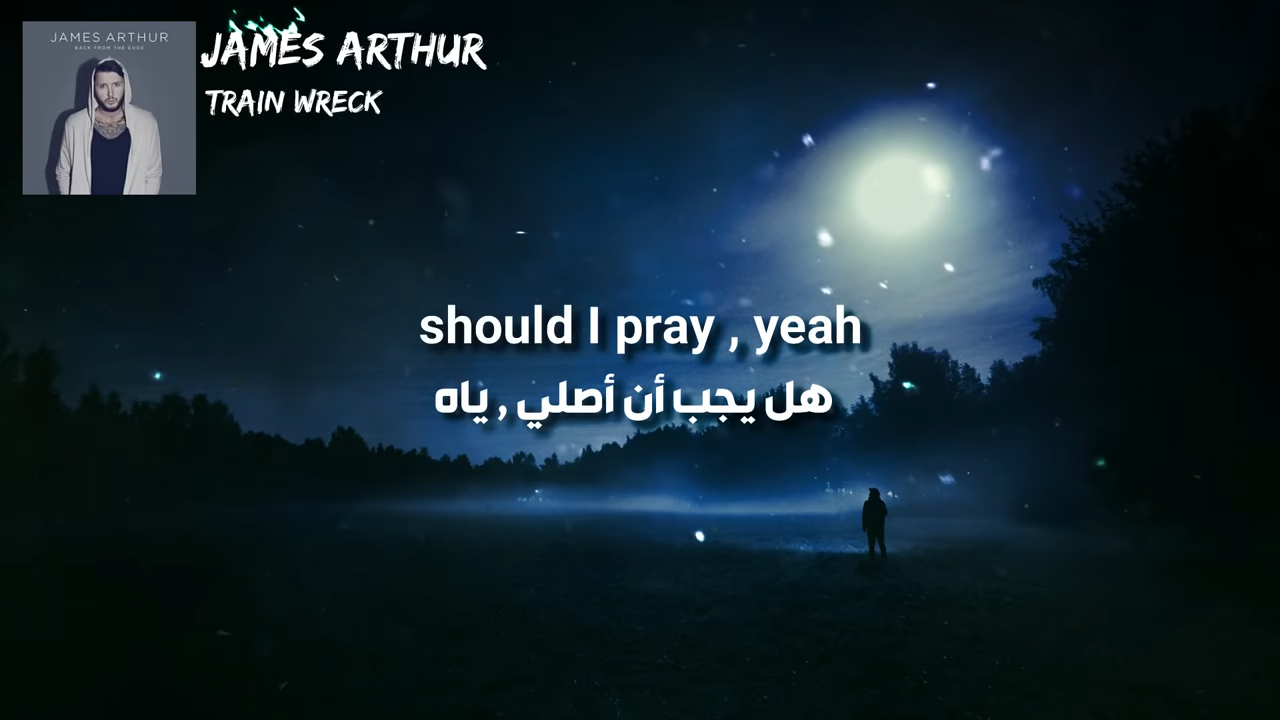 JAMES ARTHUR
BACK FROM THE EDGE
JAMES ARTHUR
TRAIN WRECK
should I pray , yeah
هل يجب أن أصلي , ياه